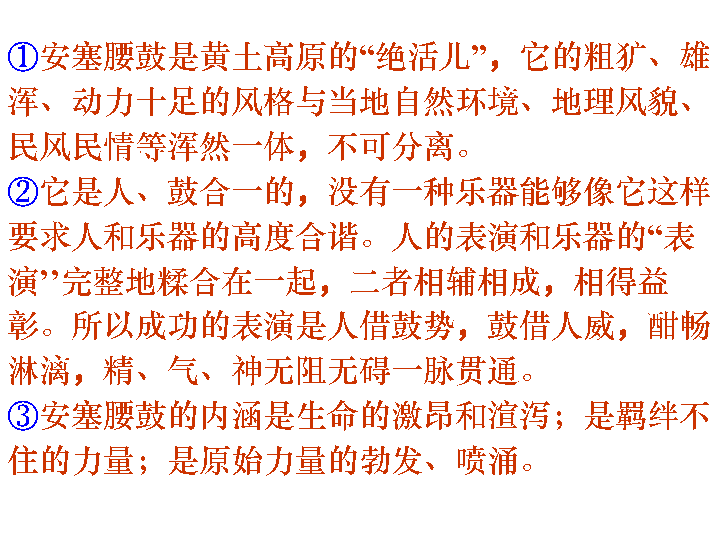 ①安塞腰鼓是黄土高原的“绝活儿”，它的粗犷、雄
浑、动力十足的风格与当地自然环境、地理风貌、
民风民情等浑然一体，不可分离。
②它是人、鼓合一的，没有一种乐器能够像它这样
要求人和乐器的高度合谐。人的表演和乐器的“表
演’’完整地糅合在一起，二者相辅相成，相得益
彰。所以成功的表演是人借鼓势，鼓借人威，酣畅
淋漓，精、气、神无阻无碍一脉贯通。
③安塞腰鼓的内涵是生命的激昂和渲泻；是羁绊不
住的力量；是原始力量的勃发、喷涌。